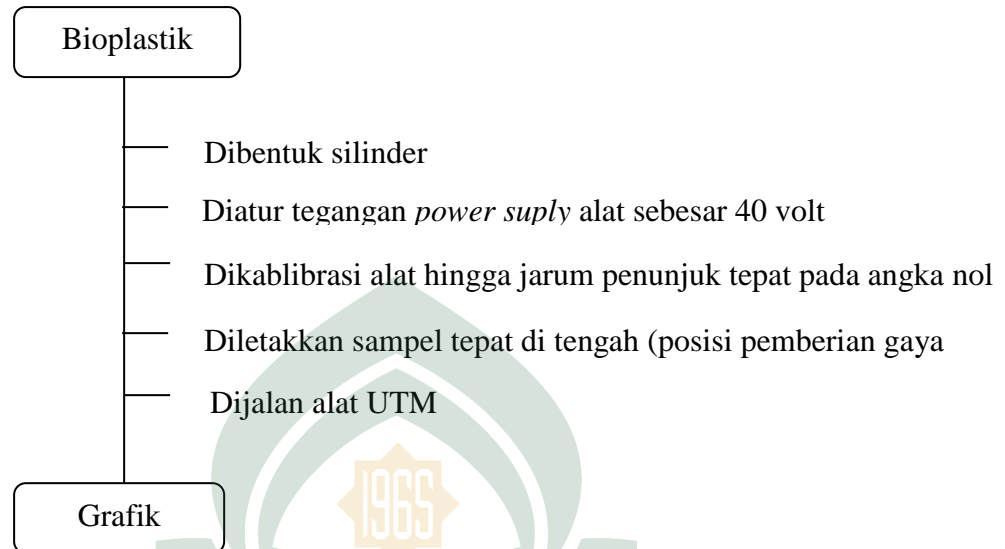 Bioplastik
Dibentuk silinder
Diatur tegangan power suply alat sebesar 40 volt
Dikablibrasi alat hingga jarum penunjuk tepat pada angka nol
Diletakkan sampel tepat di tengah (posisi pemberian gaya
Dijalan alat UTM
1965
Grafik